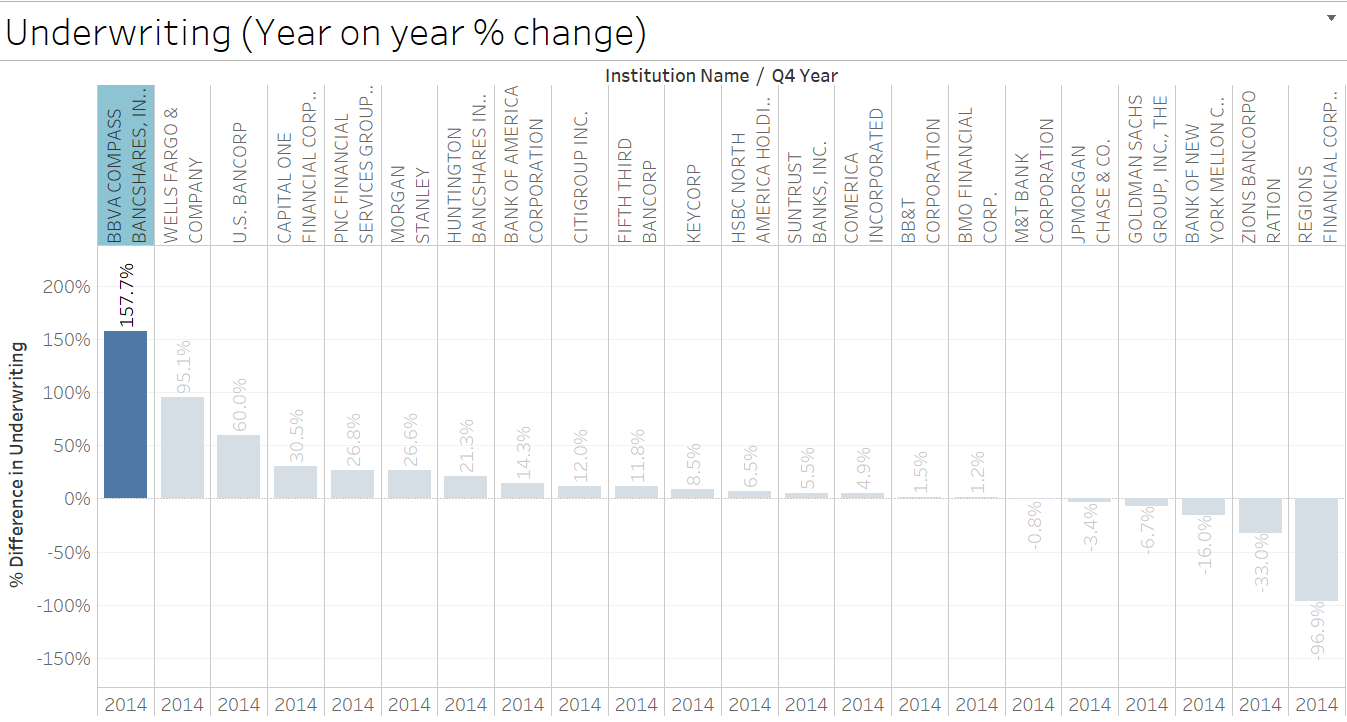 Underwriting (Year on year % change)
Institution Name / Q4 Year
BBVA COMPASS
BANCSHARES, IN..
WELLS FARGO &
COMPANY
U.S. BANCORP
CAPITAL ONE
FINANCIAL CORP..
PNC FINANCIAL
SERVICES GROUP..
MORGAN
STANLEY
HUNTINGTON
BANCSHARES IN..
BANK OF AMERICA
CORPORATION
CITIGROUP INC.
FIFTH THIRD
BANCORP
KEYCORP
HSBC NORTH
AMERICA HOLDI..
SUNTRUST
BANKS, INC.
COMERICA
INCORPORATED
BB&T
CORPORATION
BMO FINANCIAL
CORP.
M&T BANK
CORPORATION
JPMORGAN
CHASE & CO.
GOLDMAN SACHS
GROUP, INC., THE
BANK OF NEW
YORK MELLON C..
ZIONS BANCORPO
RATION
REGIONS
FINANCIAL CORP..
% Difference in Underwriting
200%
150%
100%
50%
0%
-50%
-100%
-150%
157.7%
95.1%
60.0%
30.5%
26.8%
26.6%
21.3%
14.3%
12.0%
11.8%
8.5%
6.5%
5.5%
4.9%
1.5%
1.2%
-0.8%
-3.4%
-6.7%
-16.0%
-33.0%
-96.9%
2014 2014 2014 2014 2014 2014 2014 2014 2014 2014 2014 2014 2014 2014 2014 2014 2014 2014 2014 2014 2014 2014